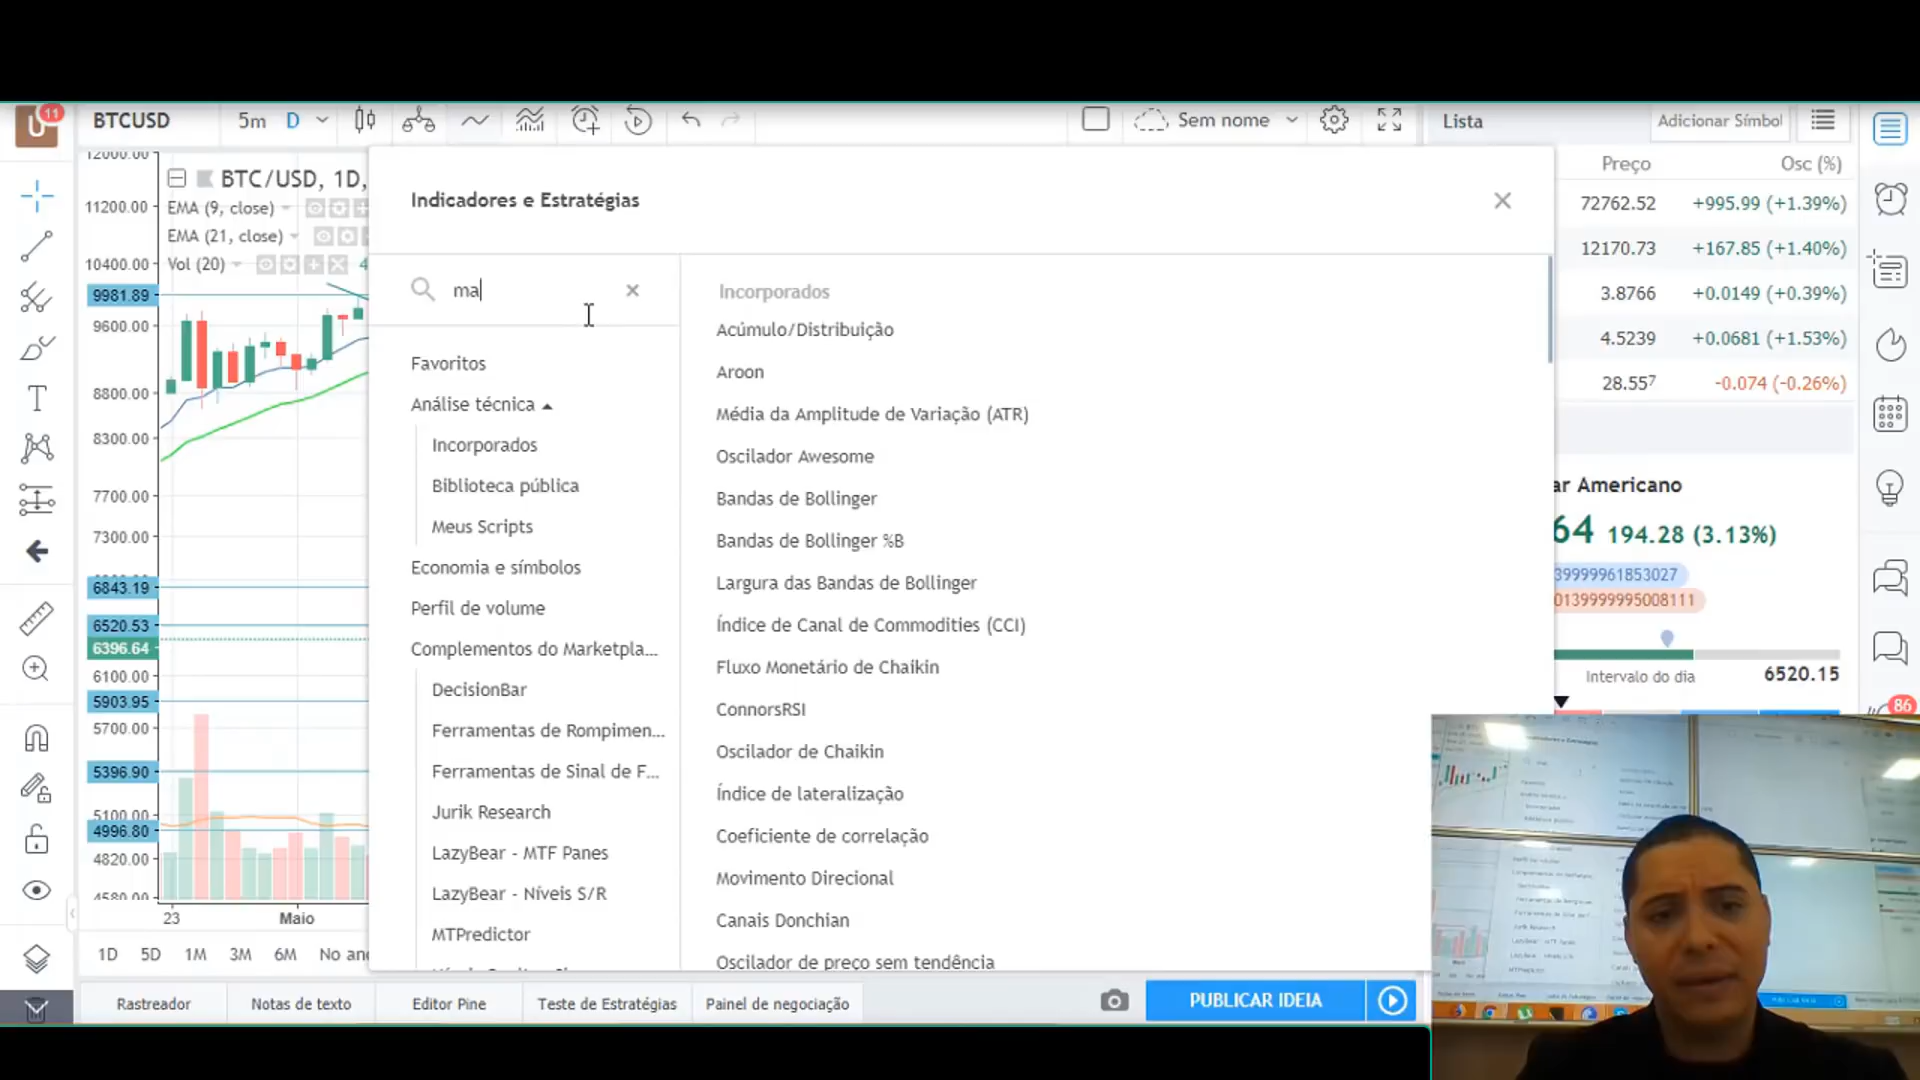 11
BTCUSD
5m
D
Sem nome
Lista
Adicionar Símbol
12000.00
11200.00
10400.00
9981.89
9600.00
8800.00
8300.00
7700.00
7300.00
6843.19
6520.53
6396.64
6100.00
5903.95
5700.00
5396.90
5100.00
4996.80
4820.00
4580.00
BTC/USD, 1D,
EMA (9, close)
EMA (21, close)
Vol (20)
4
23
Maio
1D
5D
1M
3M
6M
Indicadores e Estratégias
ma
Favoritos
Análise técnica
Incorporados
Biblioteca pública
Meus Scripts
Economia e símbolos
Perfil de volume
Complementos do Marketpla...
DecisionBar
Ferramentas de Rompimen...
Ferramentas de Sinal de F...
Jurik Research
LazyBear - MTF Panes
LazyBear - Níveis S/R
MTPredictor
Incorporados
Acúmulo/Distribuição
Aroon
Média da Amplitude de Variação (ATR)
Oscilador Awesome
Bandas de Bollinger
Bandas de Bollinger %B
Largura das Bandas de Bollinger
Índice de Canal de Commodities (CCI)
Fluxo Monetário de Chaikin
ConnorsRSI
Oscilador de Chaikin
Índice de lateralização
Coeficiente de correlação
Movimento Direcional
Canais Donchian
Oscilador de preço sem tendência
Preço
Osc (%)
72762.52 +995.99 (+1.39%)
12170.73 +167.85 (+1.40%)
3.8766 +0.0149 (+0.39%)
4.5239 +0.0681 (+1.53%)
28.557 -0.074 (-0.26%)
ar Americano
64 194.28 (3.13%)
39999961853027
0139999995008111
Intervalo do dia
6520.15
86
Rastreador
Notas de texto
Editor Pine
Teste de Estratégias
Painel de negociação
PUBLICAR IDEIA